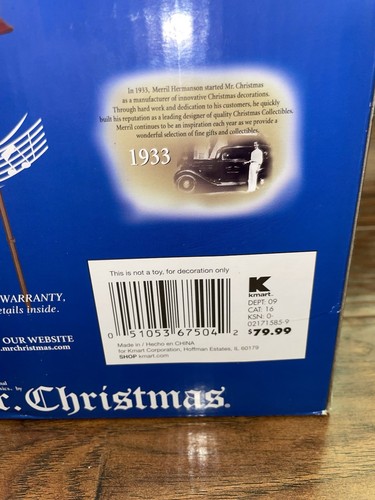 In 1933, Merril Hermanson started Mr. Christmas
as a manufacturer of innovative Christmas decorations.
Through hard work and dedication to his customers, he quickly
built his reputation as a leading designer of quality Christmas Collectibles.
Merril continues to be an inspiration each year as we provide a
wonderful selection of fine gifts and collectibles.
1933
WARRANTY,
etails inside.
OUR WEBSITE
.mrchristmas.com
This is not a toy, for decoration only
0 51053 67504 2
Made in / Hecho en CHINA
for Kmart Corporation, Hoffman Estates, IL 60179
SHOP kmart.com
K
kmart.
DEPT: 09
CAT: 16
KSN: 0-
02171585-9
$79.99
by
r. Christmas.